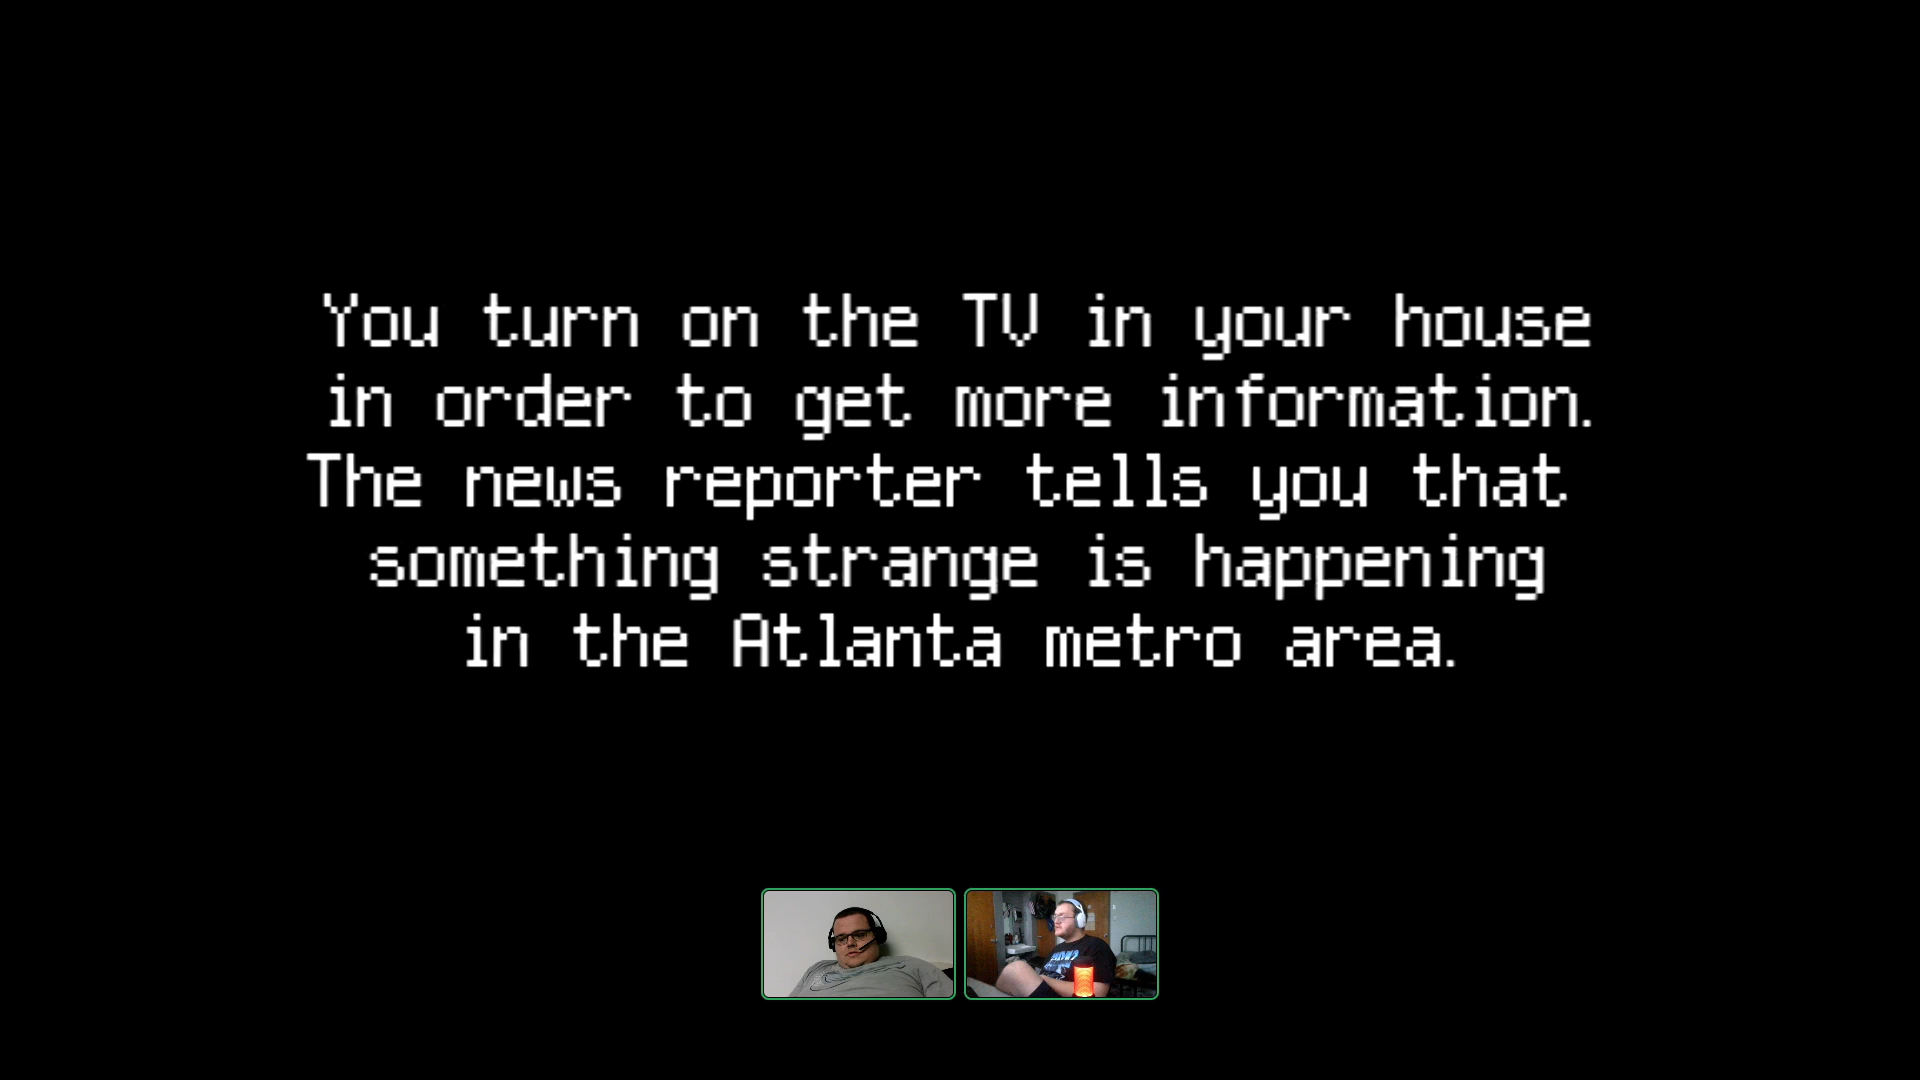 You turn on the TV in your house
in order to get more information.
The news reporter tells you that
something strange is happening
in the Atlanta metro area.